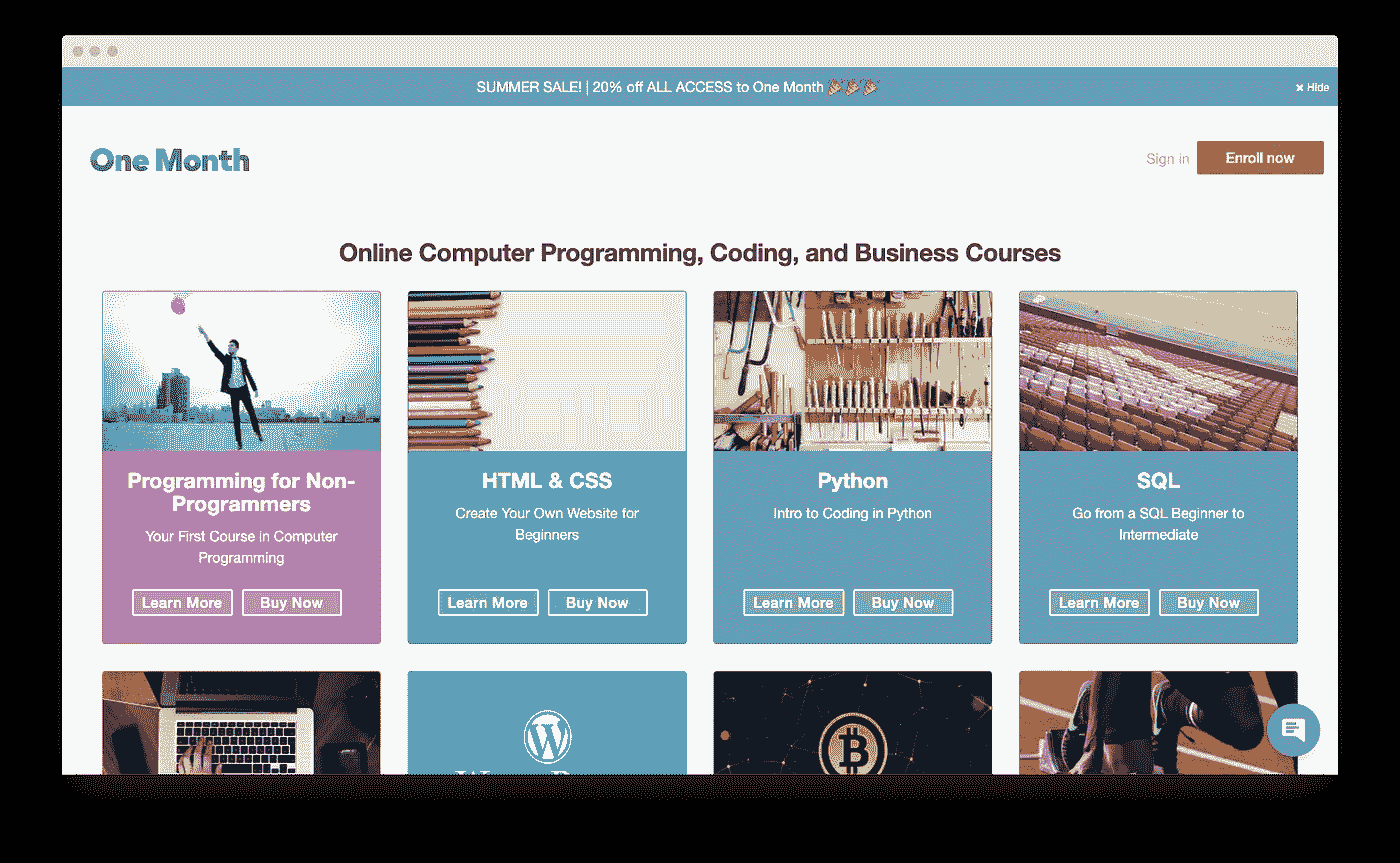 SUMMER SALE! | 20% off ALL ACCESS to One Month 🎉🎉🎉
✖ Hide
One Month
Sign in
Enroll now
Online Computer Programming, Coding, and Business Courses
Programming for Non-
Programmers
Your First Course in Computer
Programming
Learn More
Buy Now
HTML & CSS
Create Your Own Website for
Beginners
Learn More
Buy Now
Python
Intro to Coding in Python
Learn More
Buy Now
SQL
Go from a SQL Beginner to
Intermediate
Learn More
Buy Now